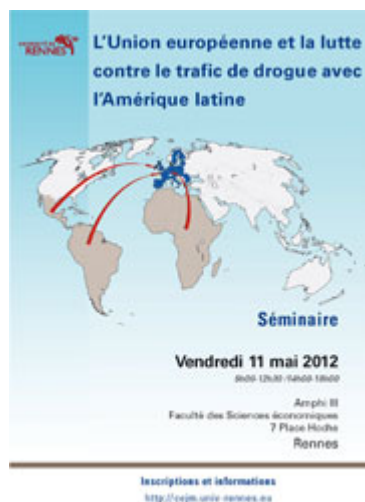 RENNES
L'Union européenne et la lutte
contre le trafic de drogue avec
l'Amérique latine
Séminaire
Vendredi 11 mai 2012
9h00-12h30 /14h00-18h00
Amphi III
Faculté des Sciences économiques
7 Place Hoche
Rennes
Inscriptions et informations
http://cejm.univ-rennes.eu